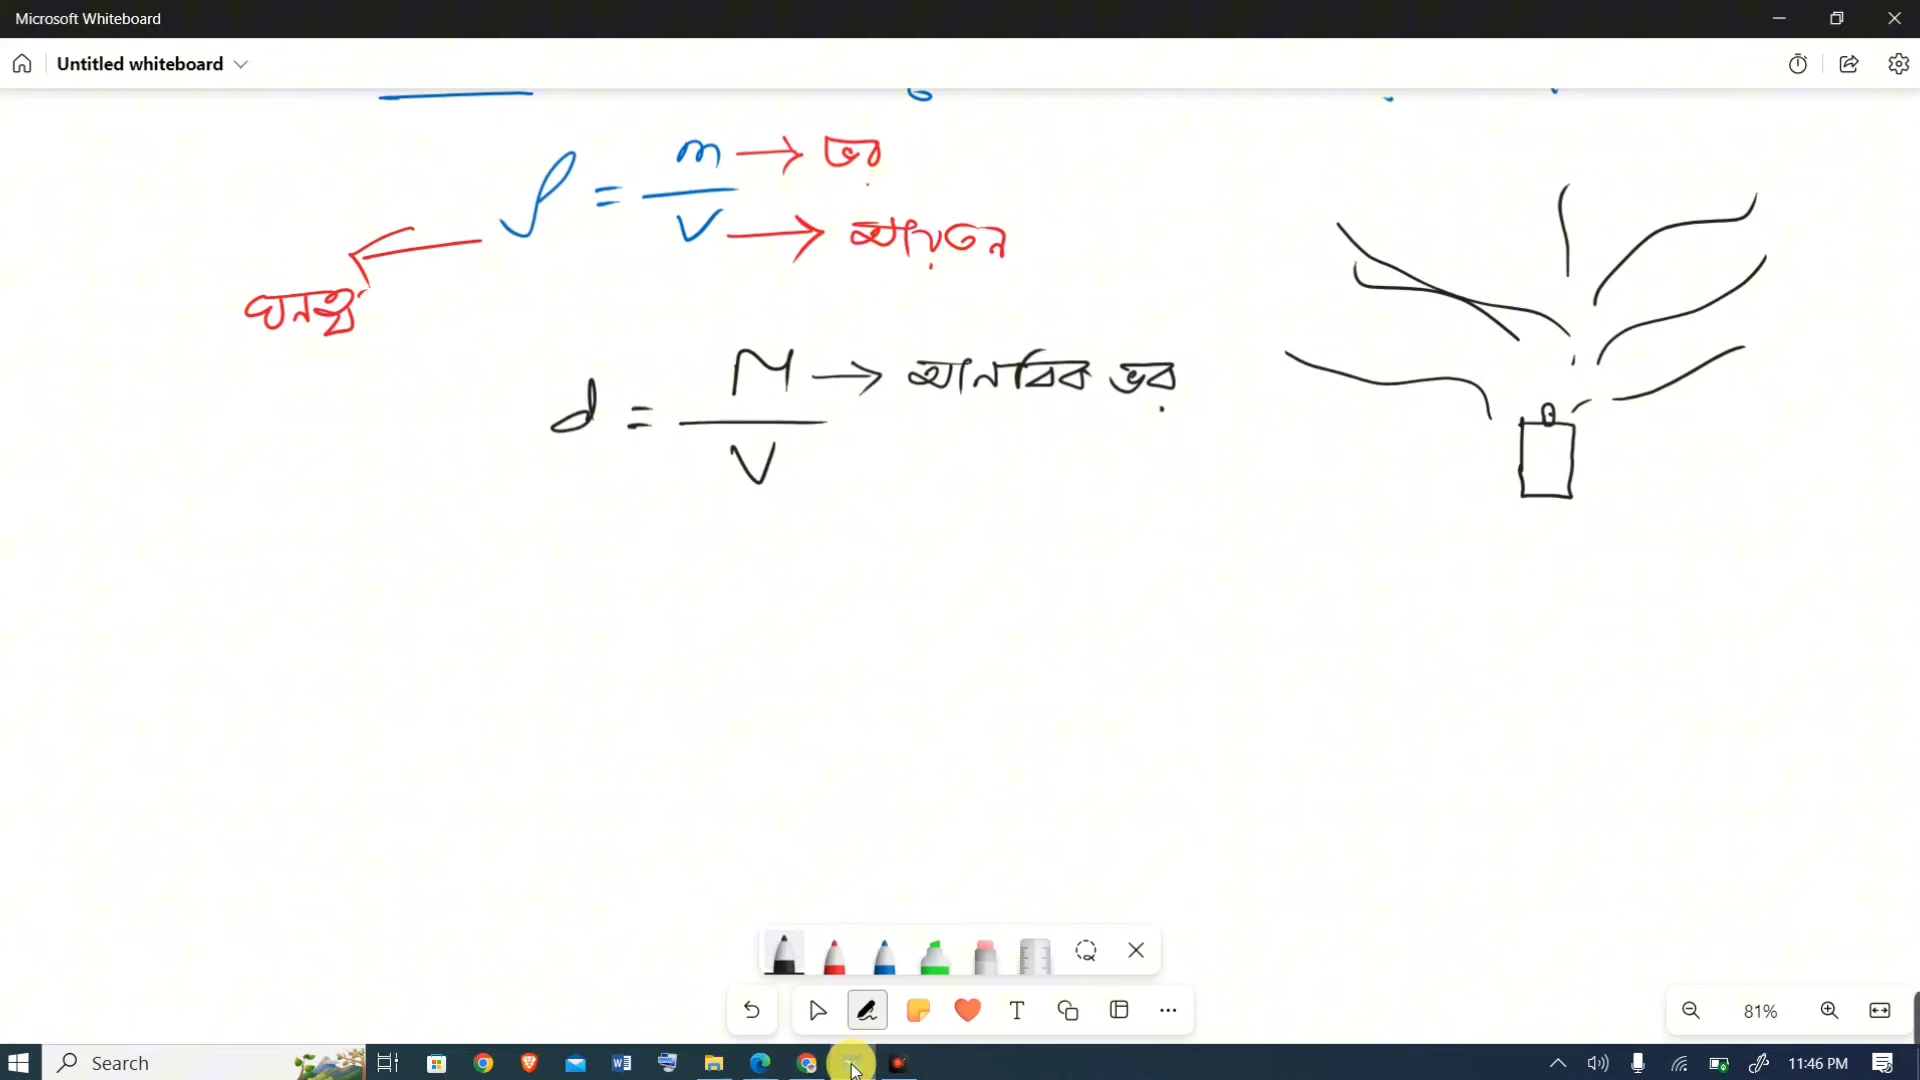 Microsoft Whiteboard
Untitled whiteboard
ρ = m/V
m → ভর
V → আয়তন
ঘনত্ব
d = M/V
M → আনবিক ভর
81%
Search
11:46 PM